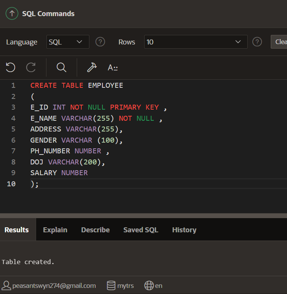 SQL Commands
Language SQL Rows 10 Clea
1 CREATE TABLE EMPLOYEE
2 (
3 E_ID INT NOT NULL PRIMARY KEY ,
4 E_NAME VARCHAR(255) NOT NULL ,
5 ADDRESS VARCHAR(255),
6 GENDER VARCHAR (100),
7 PH_NUMBER NUMBER ,
8 DOJ VARCHAR(200),
9 SALARY NUMBER
10 );
Results Explain Describe Saved SQL History
Table created.
peasantswyn274@gmail.com mytrs en